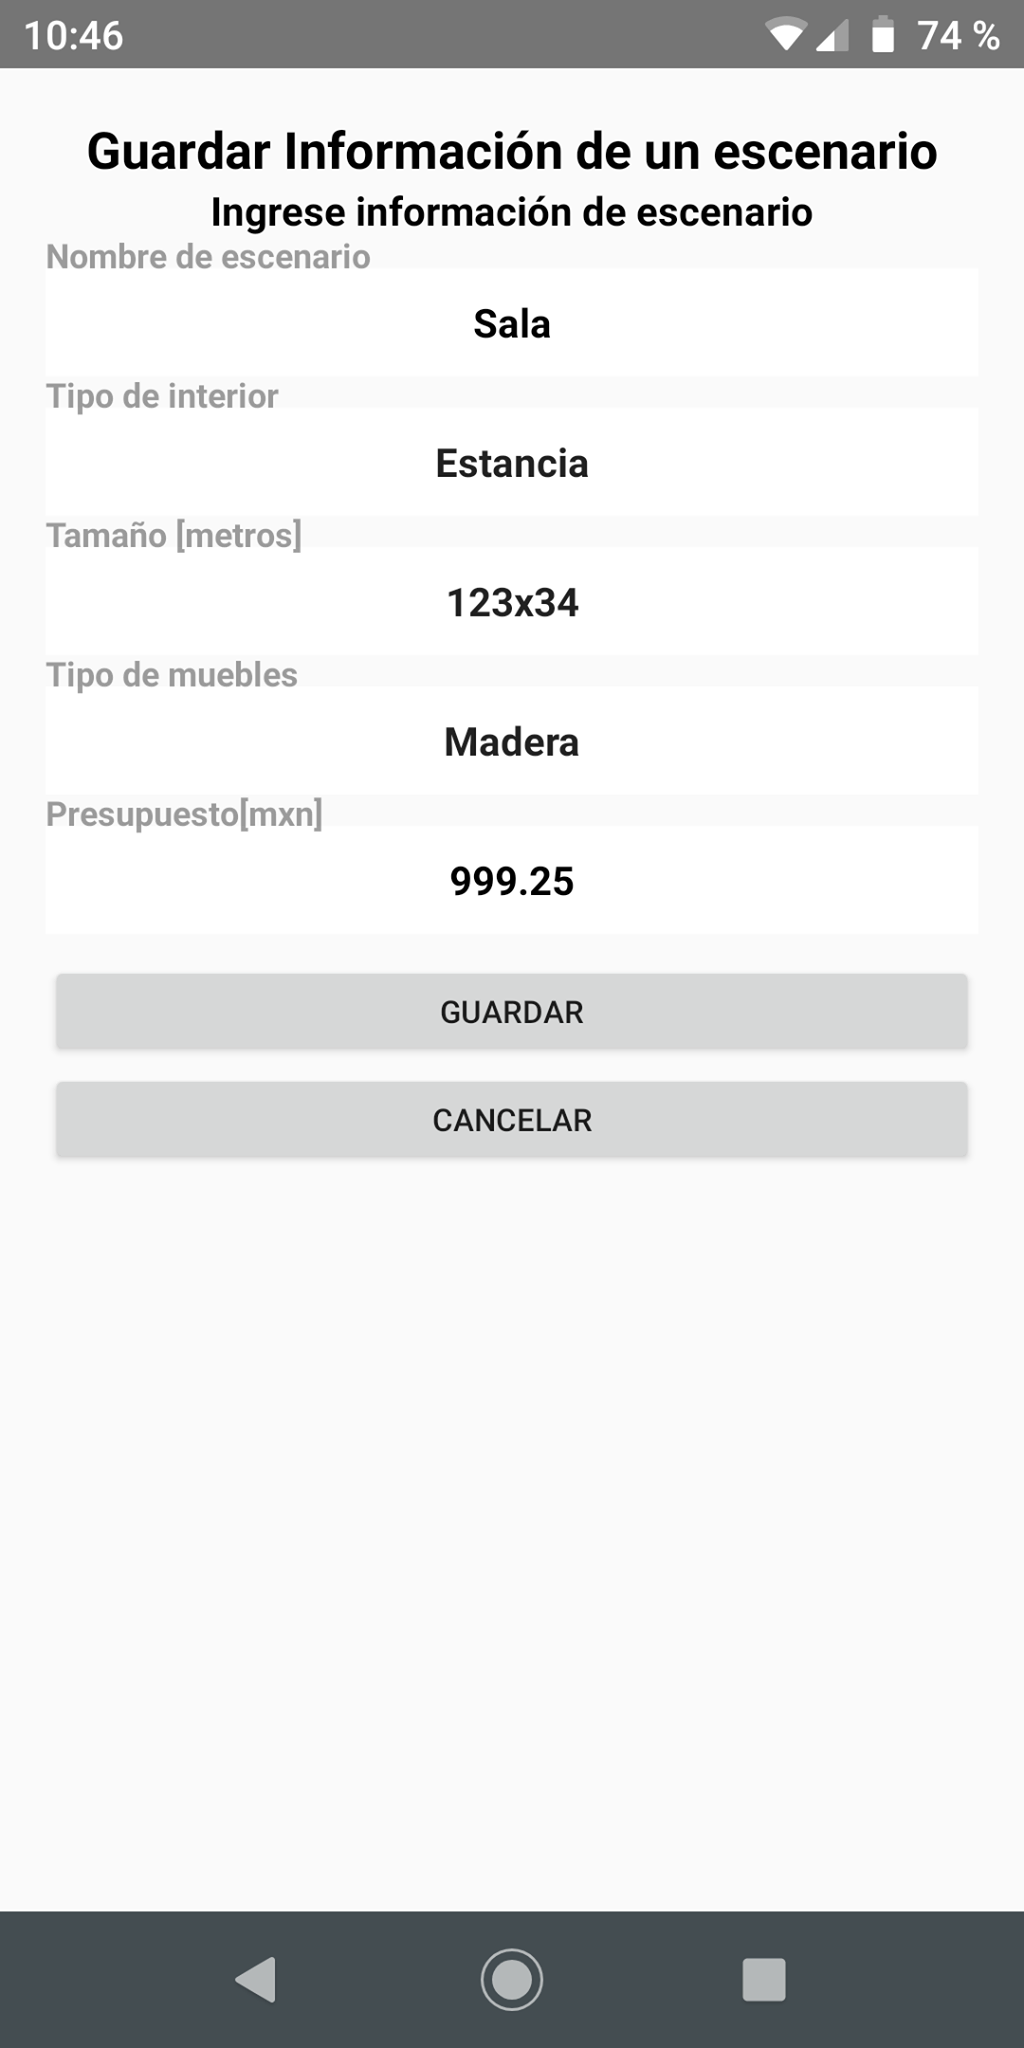 10:46
74 %
Guardar Información de un escenario
Ingrese información de escenario
Nombre de escenario
Sala
Tipo de interior
Estancia
Tamaño [metros]
123x34
Tipo de muebles
Madera
Presupuesto[mxn]
999.25
GUARDAR
CANCELAR